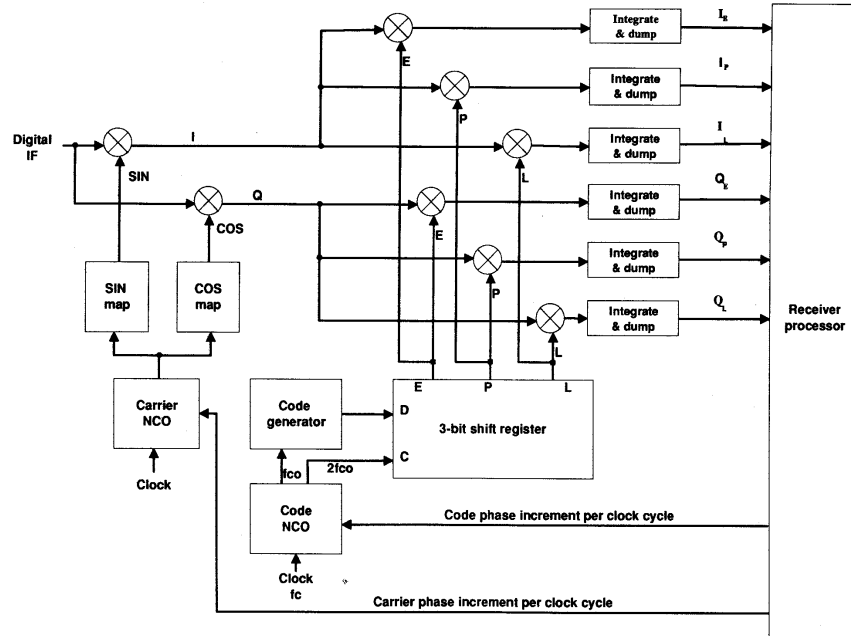 Integrate
& dump
I_E
E
Integrate
& dump
I_P
P
Digital
IF
I
Integrate
& dump
I_L
L
SIN
Q
Integrate
& dump
Q_E
E
COS
Integrate
& dump
Q_P
P
SIN
map
COS
map
Integrate
& dump
Q_L
L
Receiver
processor
Carrier
NCO
Clock
Code
generator
E P L
D
3-bit shift register
C
fco
2fco
Code
NCO
Clock
fc
Code phase increment per clock cycle
Carrier phase increment per clock cycle